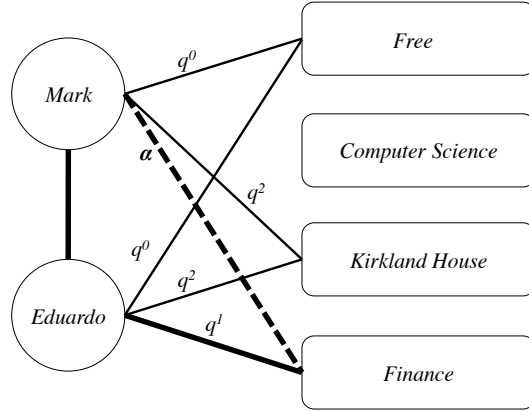 Free
q⁰
Mark
Computer Science
α
q²
q⁰
Kirkland House
q²
Eduardo
q¹
Finance